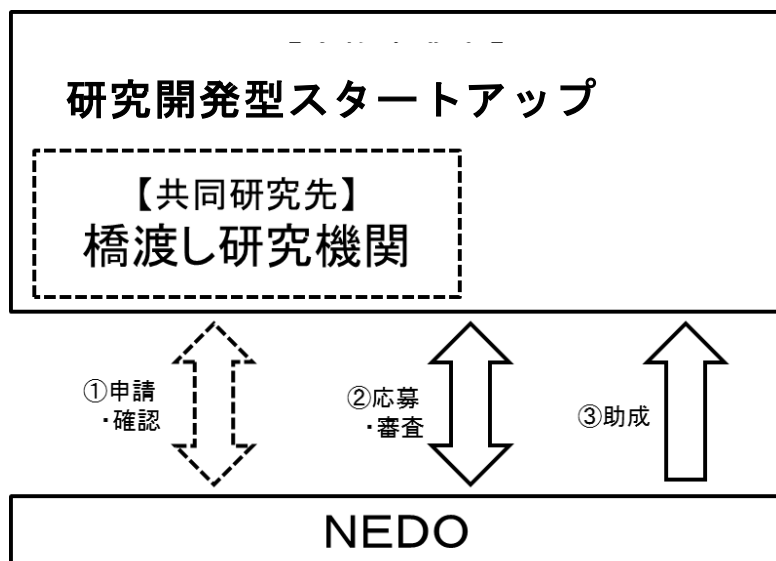 研究開発型スタートアップ
【共同研究先】
橋渡し研究機関
①申請
・確認
②応募
・審査
③助成
NEDO